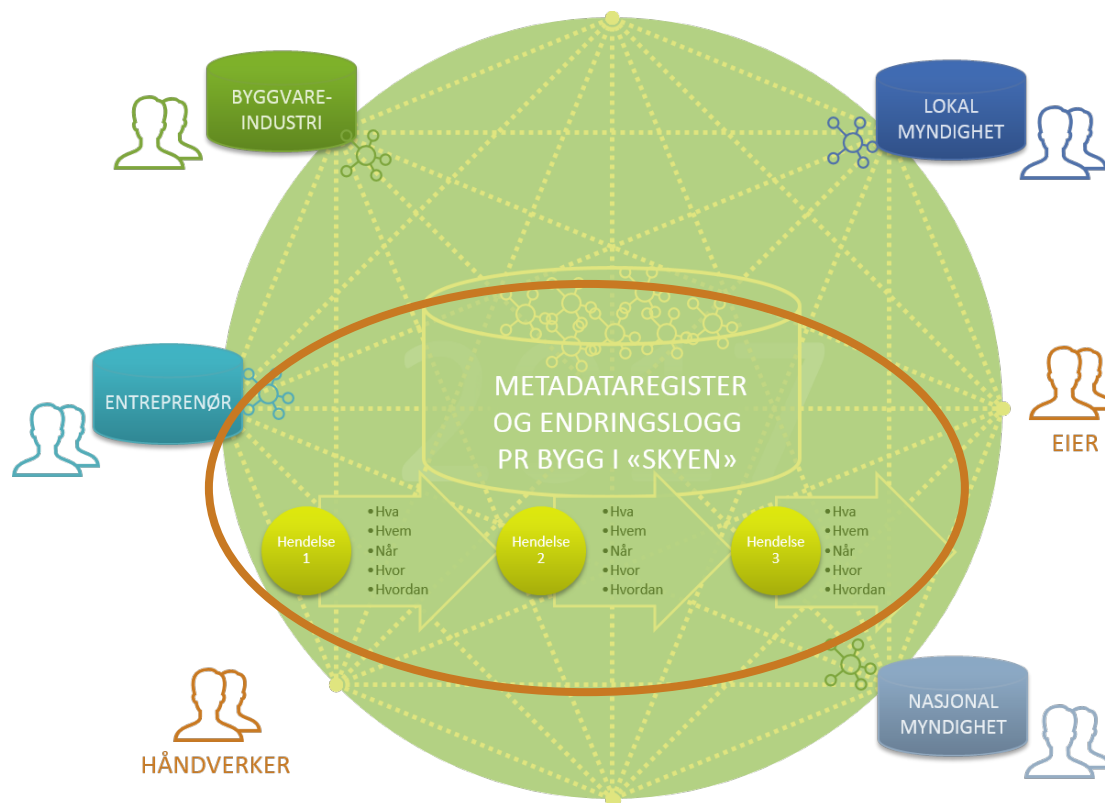 BYGGVARE-
INDUSTRI
LOKAL
MYNDIGHET
ENTREPRENØR
METADATAREGISTER
OG ENDRINGSLOGG
PR BYGG I «SKYEN»
EIER
Hendelse
1
• Hva
• Hvem
• Når
• Hvor
• Hvordan
Hendelse
2
• Hva
• Hvem
• Når
• Hvor
• Hvordan
Hendelse
3
• Hva
• Hvem
• Når
• Hvor
• Hvordan
HÅNDVERKER
NASJONAL
MYNDIGHET